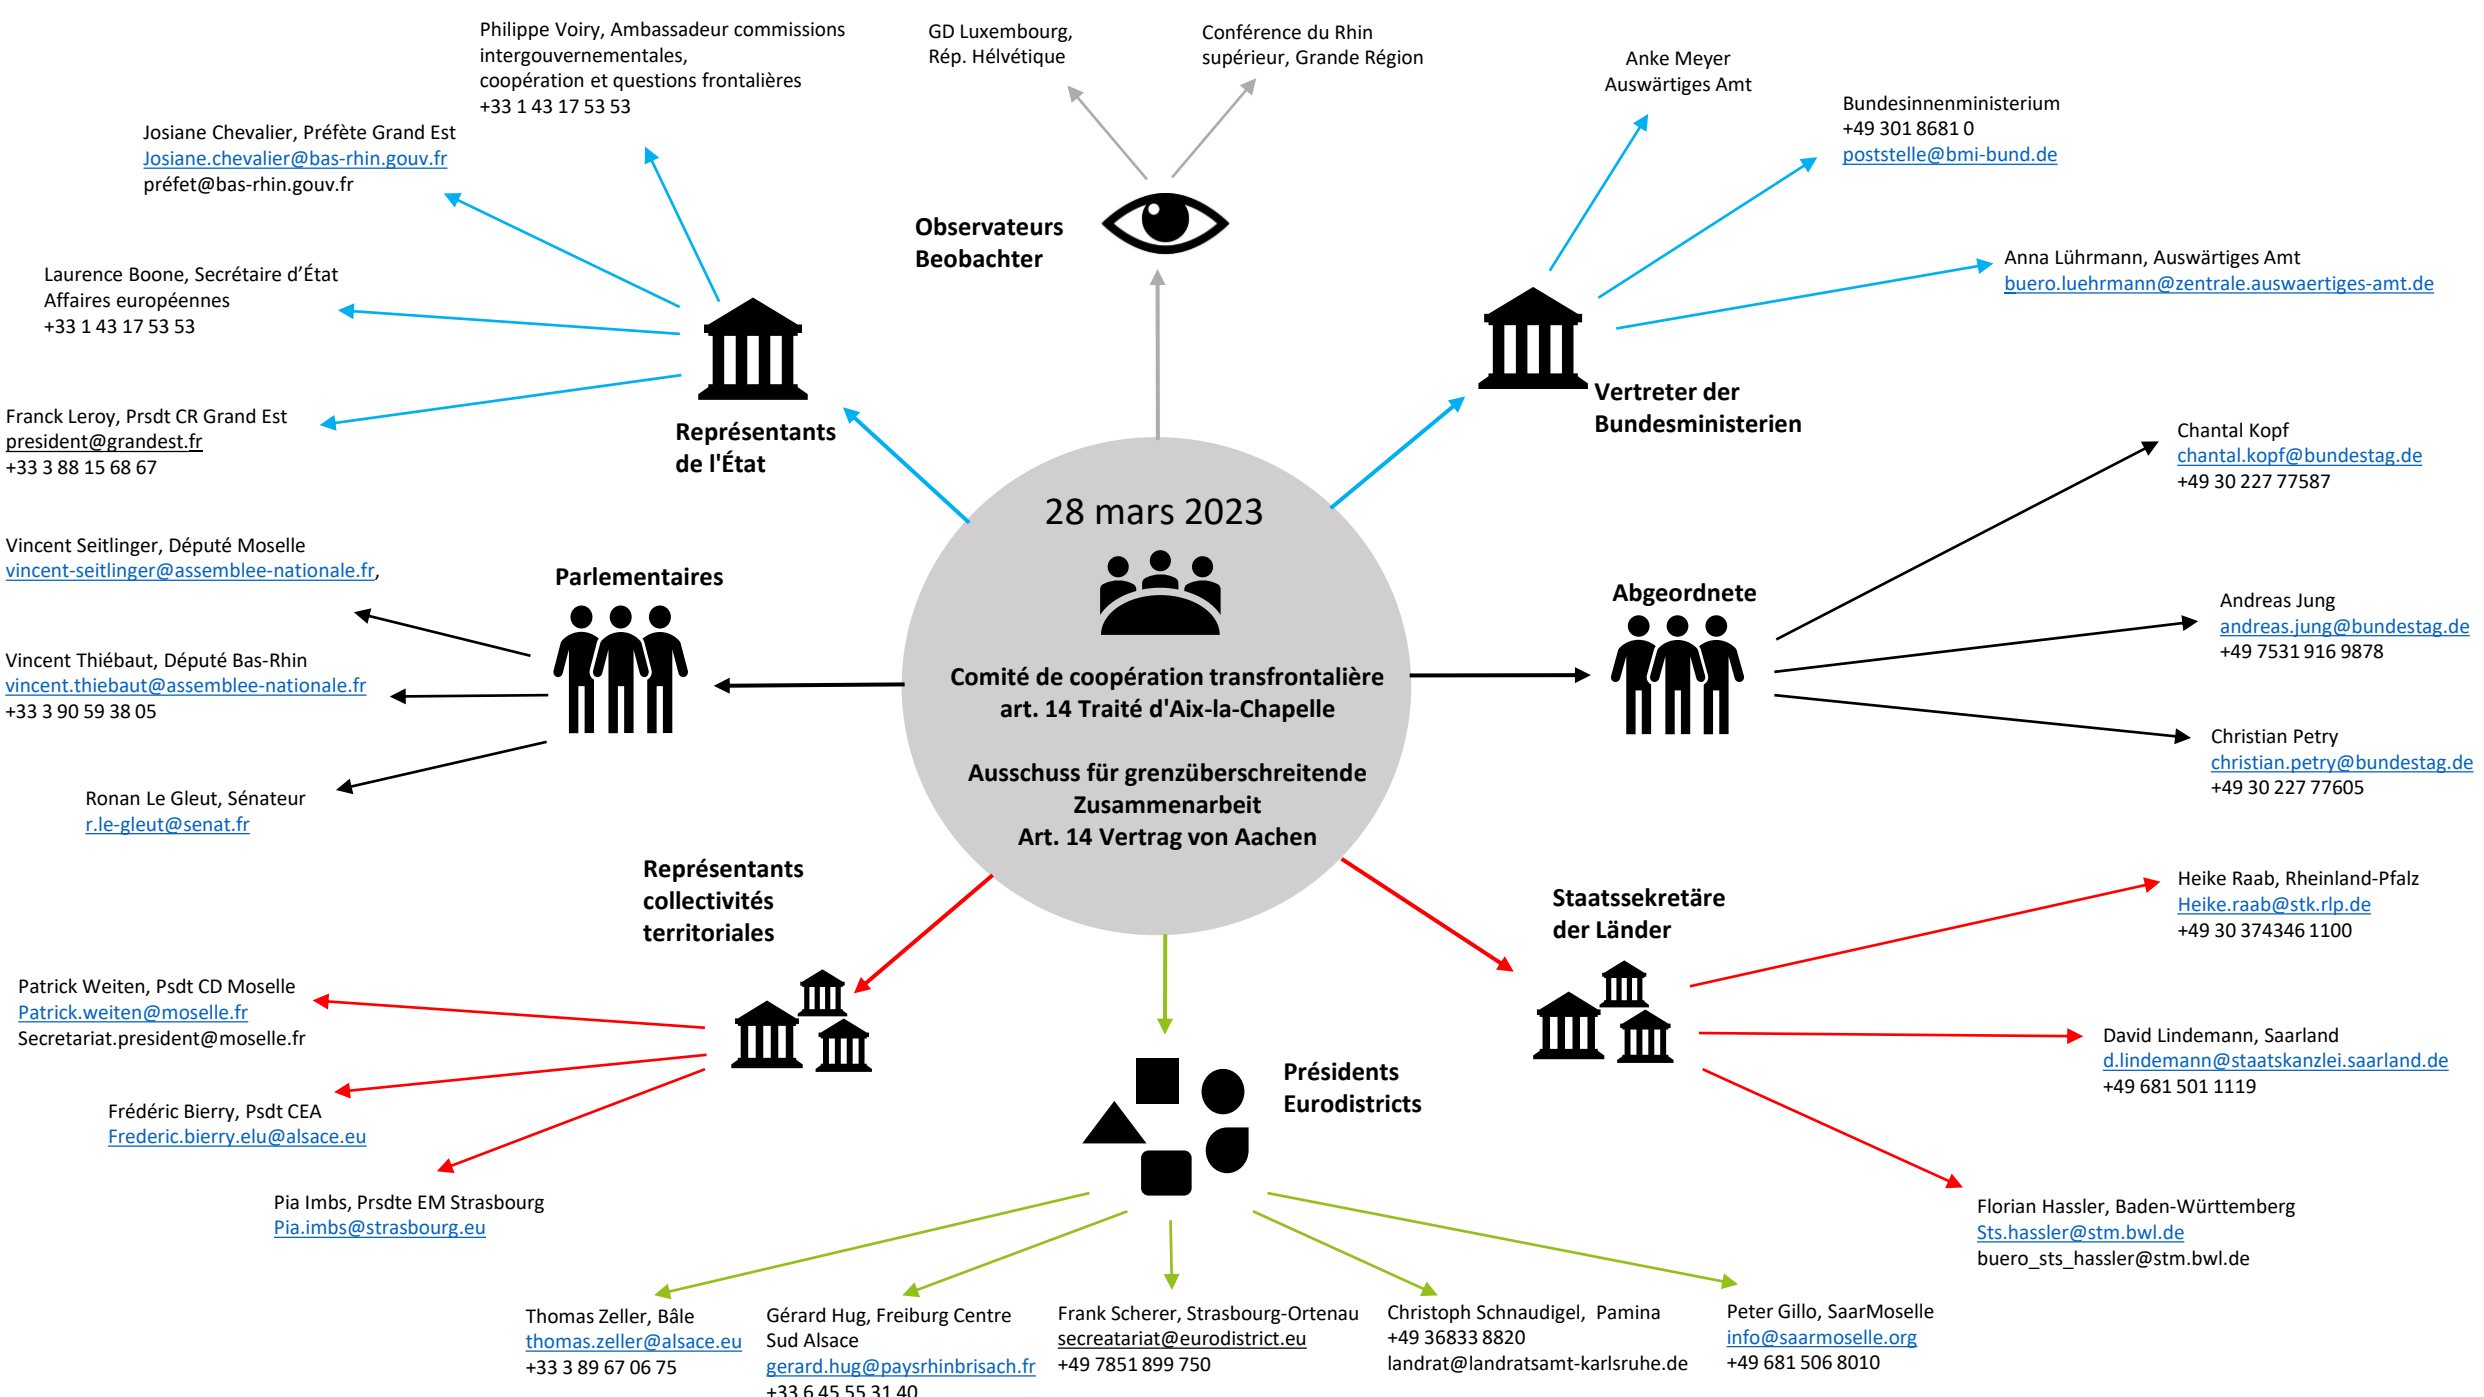 Philippe Voiry, Ambassadeur commissions
intergouvernementales,
coopération et questions frontalières
+33 1 43 17 53 53
GD Luxembourg,
Rép. Hélvétique
Conférence du Rhin
supérieur, Grande Région
Anke Meyer
Auswärtiges Amt
Bundesinnenministerium
+49 301 8681 0
poststelle@bmi-bund.de
Josiane Chevalier, Préfète Grand Est
Josiane.chevalier@bas-rhin.gouv.fr
préfet@bas-rhin.gouv.fr
Observateurs
Beobachter
Anna Lührmann, Auswärtiges Amt
buero.luehrmann@zentrale.auswaertiges-amt.de
Laurence Boone, Secrétaire d’État
Affaires européennes
+33 1 43 17 53 53
Vertreter der
Bundesministerien
Franck Leroy, Prsdt CR Grand Est
president@grandest.fr
+33 3 88 15 68 67
Représentants
de l'État
Chantal Kopf
chantal.kopf@bundestag.de
+49 30 227 77587
28 mars 2023
Comité de coopération transfrontalière
art. 14 Traité d'Aix-la-Chapelle
Ausschuss für grenzüberschreitende
Zusammenarbeit
Art. 14 Vertrag von Aachen
Vincent Seitlinger, Député Moselle
vincent-seitlinger@assemblee-nationale.fr,
Parlementaires
Abgeordnete
Andreas Jung
andreas.jung@bundestag.de
+49 7531 916 9878
Vincent Thiébaut, Député Bas-Rhin
vincent.thiebaut@assemblee-nationale.fr
+33 3 90 59 38 05
Christian Petry
christian.petry@bundestag.de
+49 30 227 77605
Ronan Le Gleut, Sénateur
r.le-gleut@senat.fr
Représentants
collectivités
territoriales
Staatssekretäre
der Länder
Heike Raab, Rheinland-Pfalz
Heike.raab@stk.rlp.de
+49 30 374346 1100
Patrick Weiten, Psdt CD Moselle
Patrick.weiten@moselle.fr
Secretariat.president@moselle.fr
David Lindemann, Saarland
d.lindemann@staatskanzlei.saarland.de
+49 681 501 1119
Présidents
Eurodistricts
Frédéric Bierry, Psdt CEA
Frederic.bierry.elu@alsace.eu
Pia Imbs, Prsdte EM Strasbourg
Pia.imbs@strasbourg.eu
Florian Hassler, Baden-Württemberg
Sts.hassler@stm.bwl.de
buero_sts_hassler@stm.bwl.de
Thomas Zeller, Bâle
thomas.zeller@alsace.eu
+33 3 89 67 06 75
Gérard Hug, Freiburg Centre
Sud Alsace
gerard.hug@paysrhinbrisach.fr
+33 6 45 55 31 40
Frank Scherer, Strasbourg-Ortenau
secreatariat@eurodistrict.eu
+49 7851 899 750
Christoph Schnaudigel, Pamina
+49 36833 8820
landrat@landratsamt-karlsruhe.de
Peter Gillo, SaarMoselle
info@saarmoselle.org
+49 681 506 8010